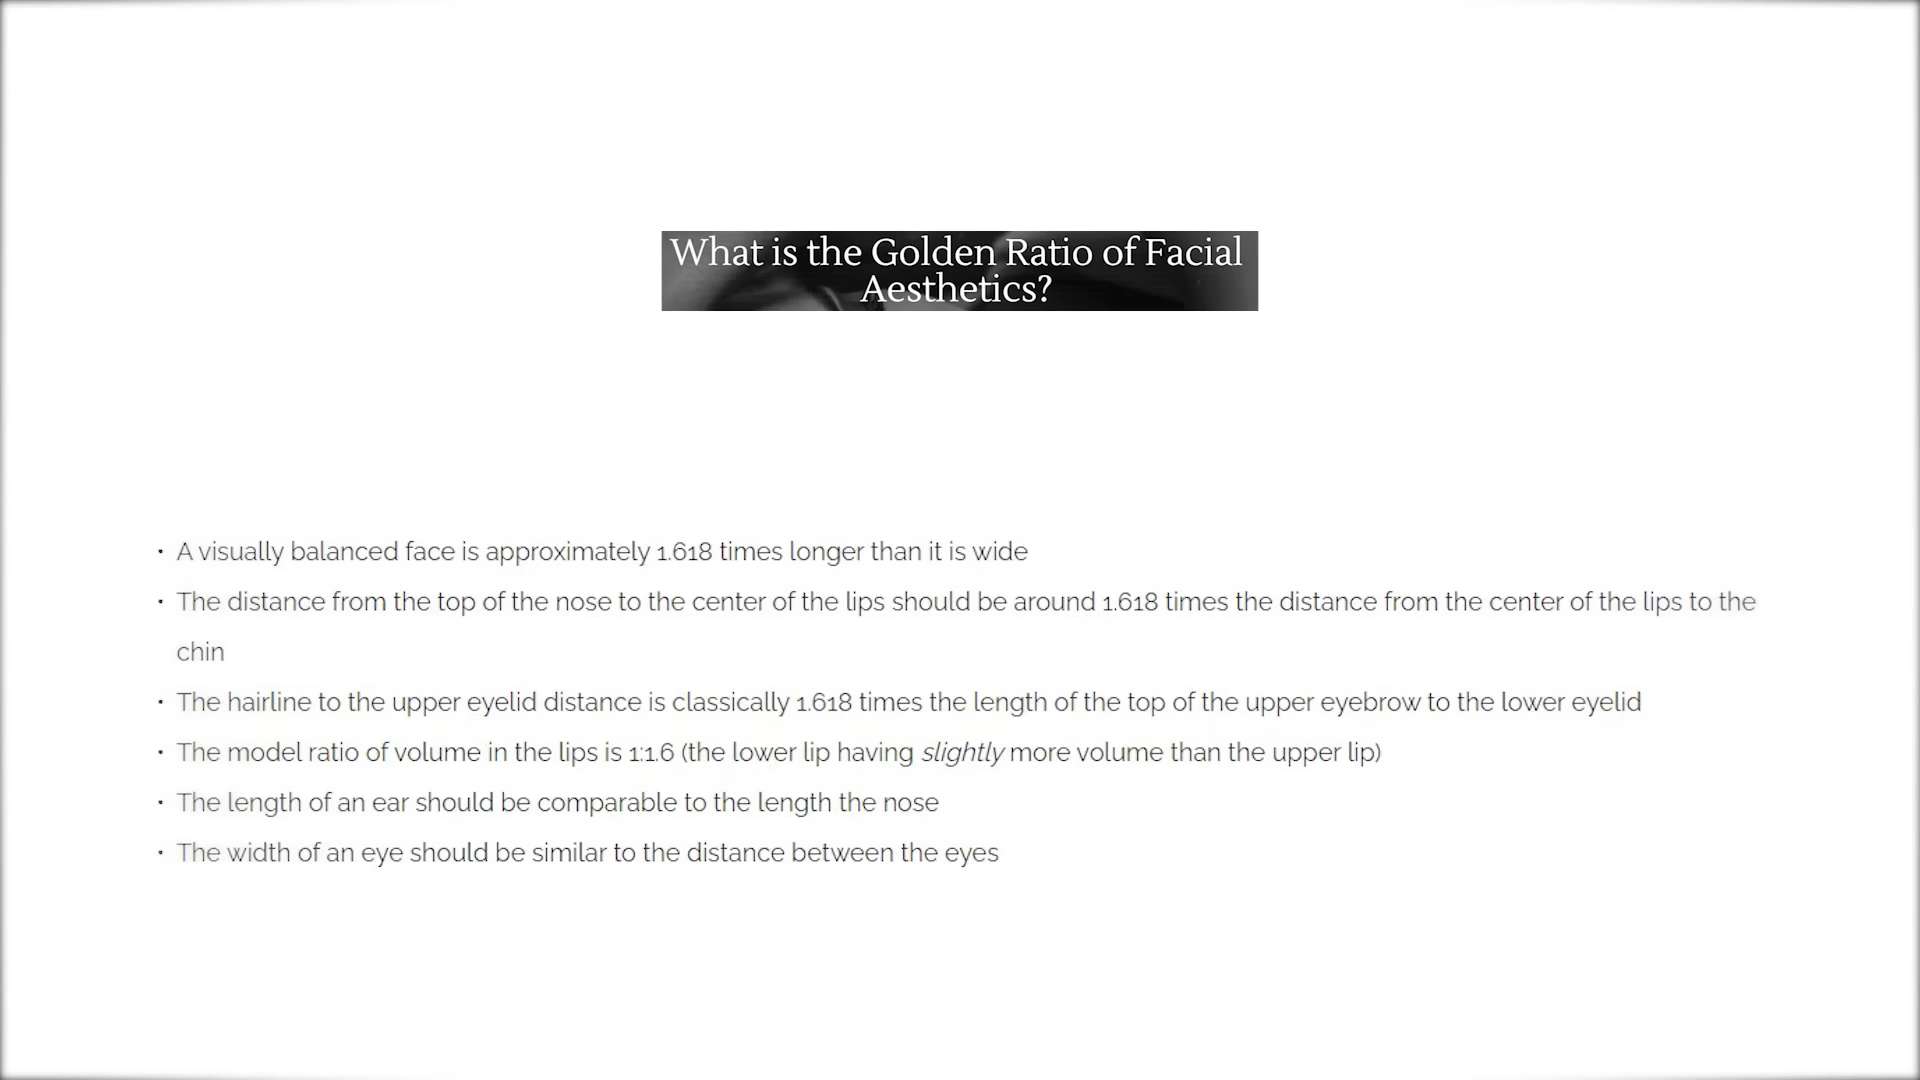 What is the Golden Ratio of Facial
Aesthetics?
• A visually balanced face is approximately 1.618 times longer than it is wide
• The distance from the top of the nose to the center of the lips should be around 1.618 times the distance from the center of the lips to the
chin
• The hairline to the upper eyelid distance is classically 1.618 times the length of the top of the upper eyebrow to the lower eyelid
• The model ratio of volume in the lips is 1:1.6 (the lower lip having slightly more volume than the upper lip)
• The length of an ear should be comparable to the length the nose
• The width of an eye should be similar to the distance between the eyes